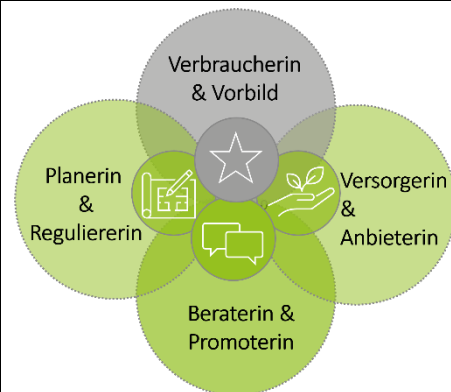 Verbraucherin
& Vorbild
Planerin
&
Reguliererin
Versorgerin
&
Anbieterin
Beraterin &
Promoterin